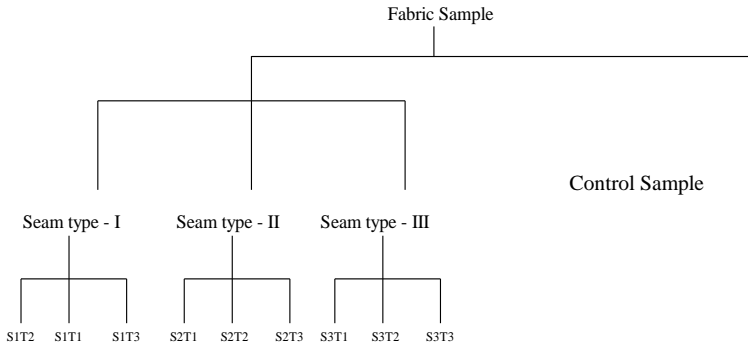 Fabric Sample
Control Sample
Seam type - I Seam type - II Seam type - III
S1T2 S1T1 S1T3 S2T1 S2T2 S2T3 S3T1 S3T2 S3T3